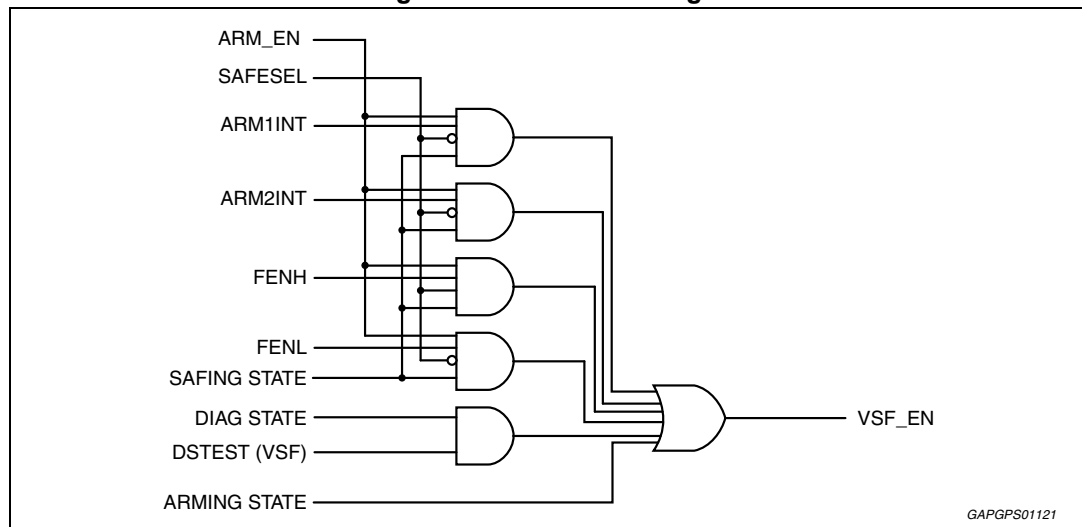 ARM_EN
SAFESEL
ARM1INT
ARM2INT
FENH
FENL
SAFING STATE
DIAG STATE
DSTEST (VSF)
ARMING STATE
VSF_EN
GAPGPS01121